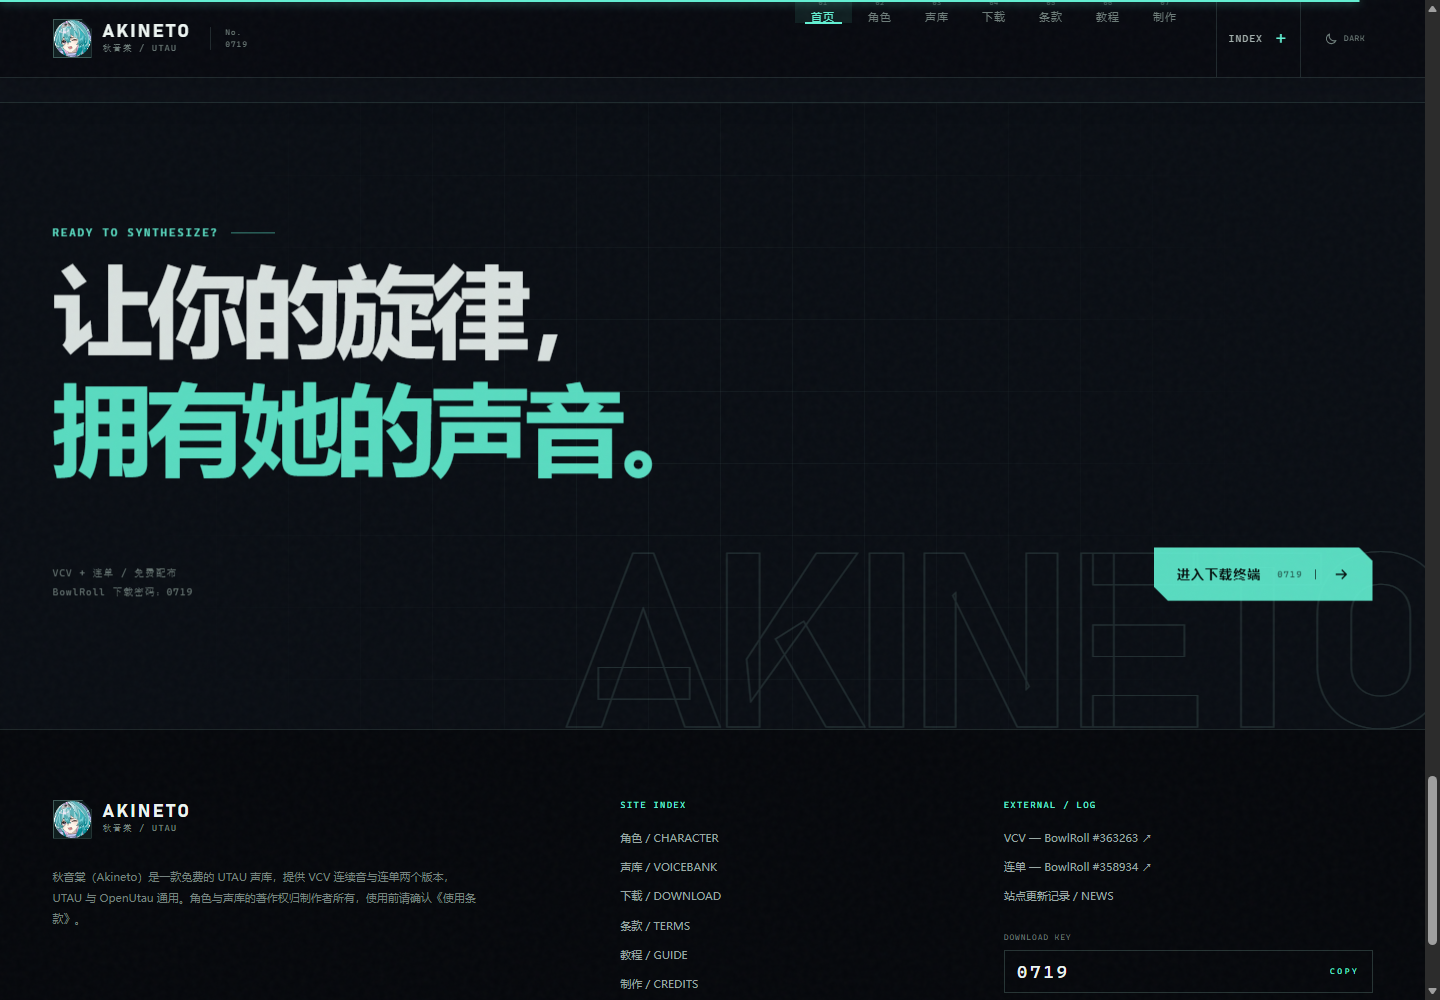 AKINETO
秋音棠 / UTAU
No.
0719
首页
角色
声库
下载
条款
教程
制作
INDEX +
DARK
READY TO SYNTHESIZE?
让你的旋律，
拥有她的声音。
VCV + 连单 / 免费配布
BowlRoll 下载密码：0719
进入下载终端 0719 | →
AKINETO
AKINETO
秋音棠 / UTAU
秋音棠（Akineto）是一款免费的 UTAU 声库，提供 VCV 连续音与连单两个版本，
UTAU 与 OpenUtau 通用。角色与声库的著作权归制作者所有，使用前请确认《使用条
款》。
SITE INDEX
角色 / CHARACTER
声库 / VOICEBANK
下载 / DOWNLOAD
条款 / TERMS
教程 / GUIDE
制作 / CREDITS
EXTERNAL / LOG
VCV — BowlRoll #363263 ↗
连单 — BowlRoll #358934 ↗
站点更新记录 / NEWS
DOWNLOAD KEY
0719
COPY